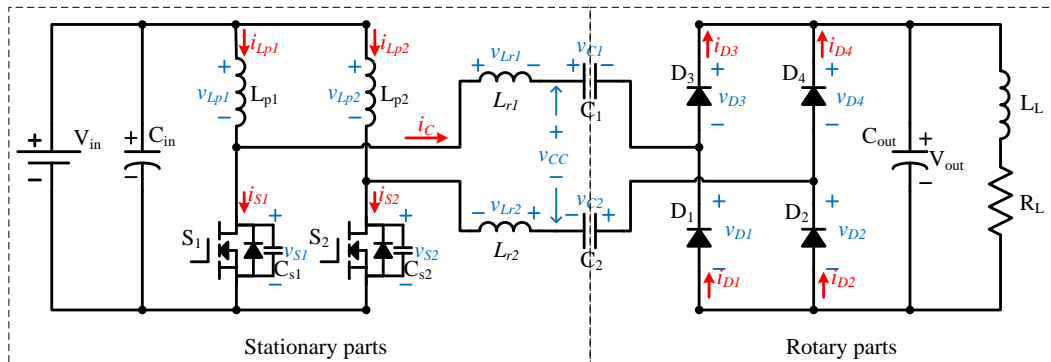 i_Lp1 i_Lp2 v_Lr1 v_C1 i_D3 i_D4
+ + + − + − + +
v_Lp1 L_p1 v_Lp2 L_p2 L_r1 C_1 D_3 v_D3 D_4 v_D4 L_L
− − − −
+ V_in + C_in i_C + v_CC − C_out + V_out
− − −
i_S1 i_S2 v_Lr2 v_C2 D_1 D_2 R_L
− + − + + +
S_1 + v_S1 S_2 + v_S2 L_r2 C_2 v_D1 v_D2
C_s1 C_s2 − −
− − i_D1 i_D2
Stationary parts Rotary parts